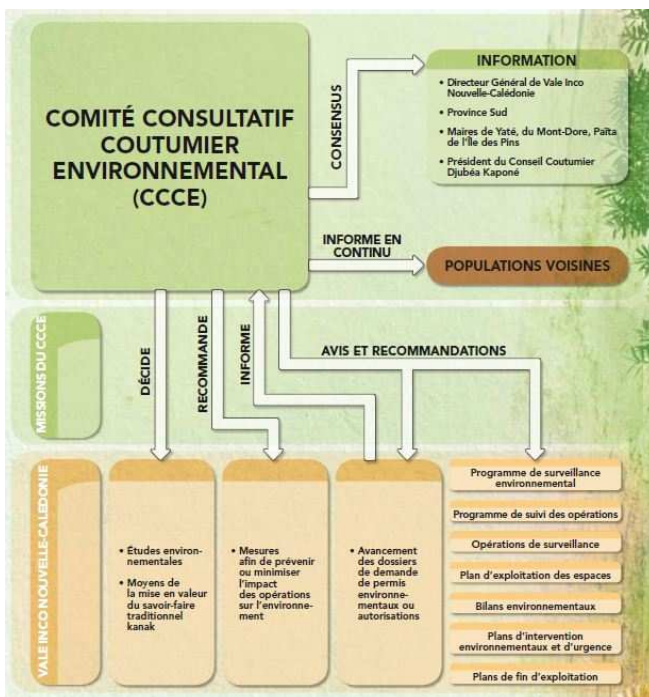 COMITÉ CONSULTATIF
COUTUMIER
ENVIRONNEMENTAL
(CCCE)
CONSENSUS
INFORMATION
• Directeur Général de Vale Inco
Nouvelle-Calédonie
• Province Sud
• Maires de Yaté, du Mont-Dore, Païta
de l'Île des Pins
• Président du Conseil Coutumier
Djubéa Kaponé
INFORME EN
CONTINU
POPULATIONS VOISINES
MISSIONS DU CCCE
DÉCIDE
RECOMMANDE
INFORME
AVIS ET RECOMMANDATIONS
VALE INCO NOUVELLE-CALÉDONIE
• Études environ-
nementales
• Moyens de
la mise en valeur
du savoir-faire
traditionnel
kanak
• Mesures
afin de prévenir
ou minimiser
l'impact
des opérations
sur l'environne-
ment
• Avancement
des dossiers
de demande
de permis
environne-
mentaux ou
autorisations
Programme de surveillance
environnemental
Programme de suivi des opérations
Opérations de surveillance
Plan d'exploitation des espaces
Bilans environnementaux
Plans d'intervention
environnementaux et d'urgence
Plans de fin d'exploitation